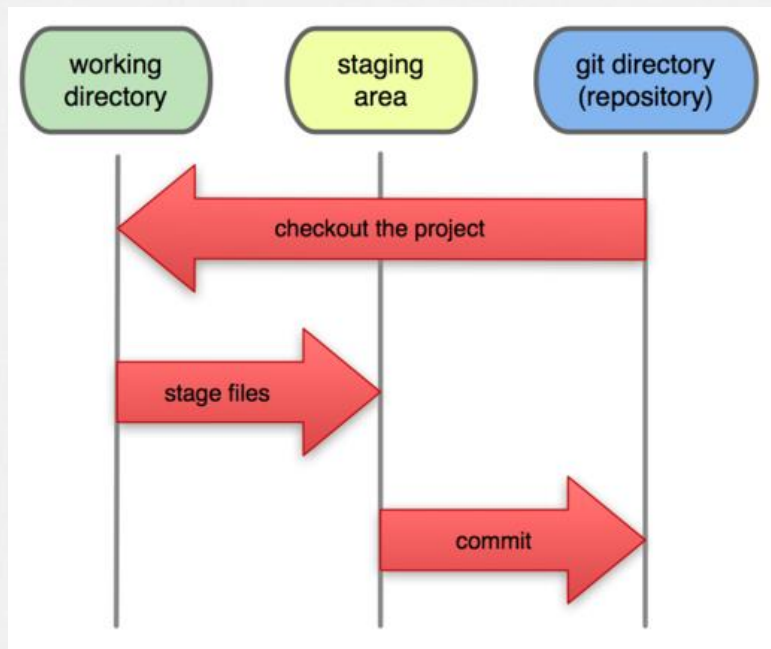 working
directory
staging
area
git directory
(repository)
checkout the project
stage files
commit